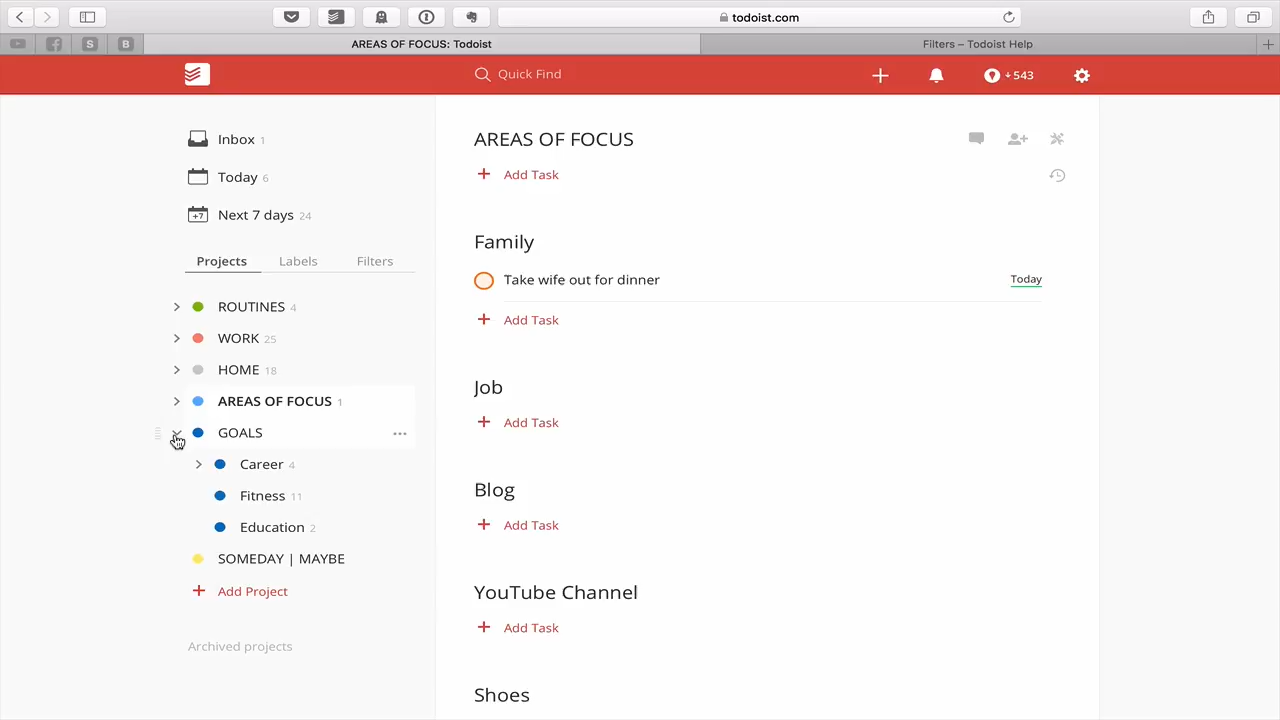 todoist.com
S
B
AREAS OF FOCUS: Todoist
Filters – Todoist Help
Quick Find
543
Inbox 1
Today 6
+7 Next 7 days 24
Projects Labels Filters
ROUTINES 4
WORK 25
HOME 18
AREAS OF FOCUS 1
GOALS
Career 4
Fitness 11
Education 2
SOMEDAY | MAYBE
Add Project
Archived projects
AREAS OF FOCUS
Add Task
Family
Take wife out for dinner Today
Add Task
Job
Add Task
Blog
Add Task
YouTube Channel
Add Task
Shoes